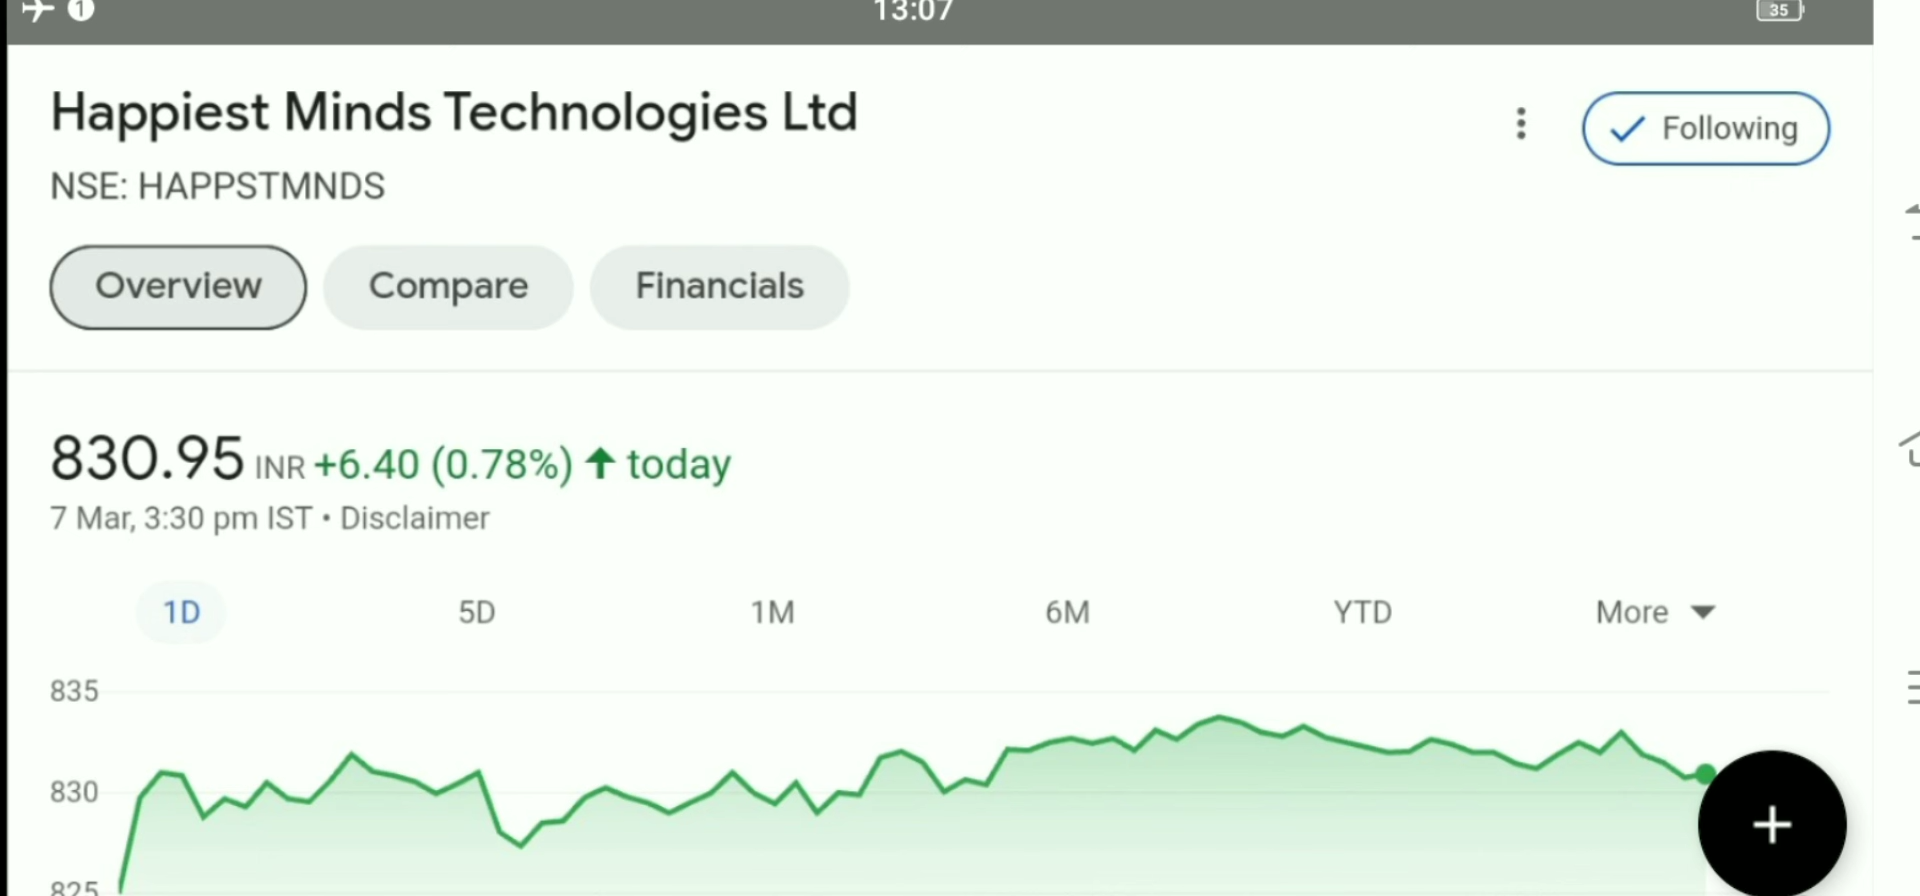 1 13:07 35
Happiest Minds Technologies Ltd
Following
NSE: HAPPSTMNDS
Overview Compare Financials
830.95 INR +6.40 (0.78%) today
7 Mar, 3:30 pm IST • Disclaimer
1D 5D 1M 6M YTD More
835
830
825